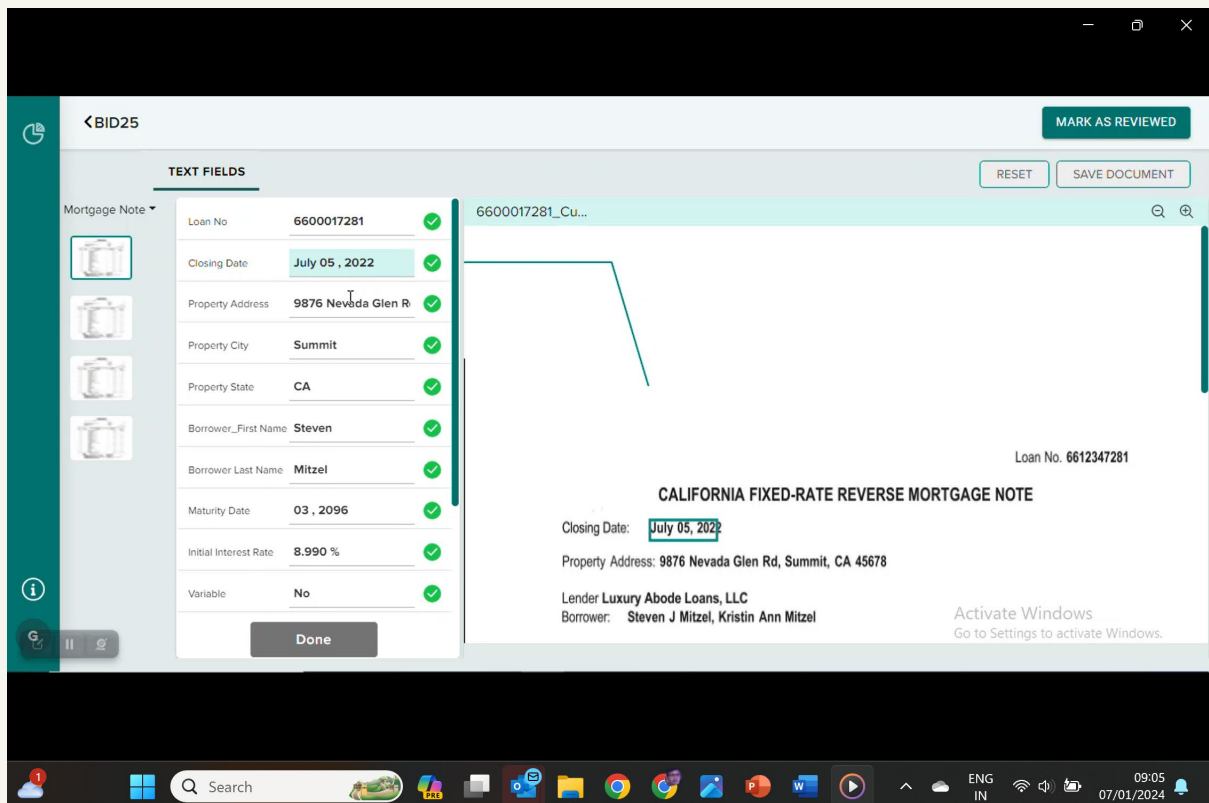 BID25
MARK AS REVIEWED
TEXT FIELDS
RESET
SAVE DOCUMENT
Mortgage Note
Loan No 6600017281
Closing Date July 05 , 2022
Property Address 9876 Nevada Glen R
Property City Summit
Property State CA
Borrower_First Name Steven
Borrower Last Name Mitzel
Maturity Date 03 , 2096
Initial Interest Rate 8.990 %
Variable No
Done
6600017281_Cu...
Loan No. 6612347281
CALIFORNIA FIXED-RATE REVERSE MORTGAGE NOTE
Closing Date: July 05, 2022
Property Address: 9876 Nevada Glen Rd, Summit, CA 45678
Lender Luxury Abode Loans, LLC
Borrower: Steven J Mitzel, Kristin Ann Mitzel
Activate Windows
Go to Settings to activate Windows.
G
1
Search
PRE
ENG
IN
09:05
07/01/2024